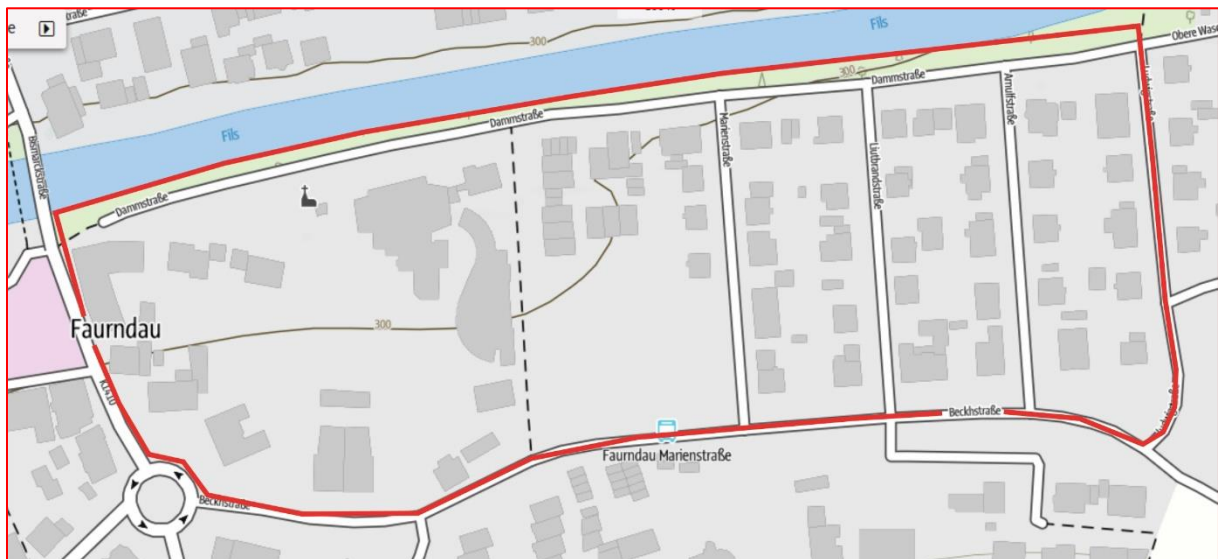 e
300
Fils
Obere Wase
Fils
Dammstraße
300
Dammstraße
Arnulfstraße
Marienstraße
Liutbrandstraße
Bismarckstraße
Dammstraße
Faurndau
300
K1410
Beckhstraße
Faurndau Marienstraße
Beckhstraße